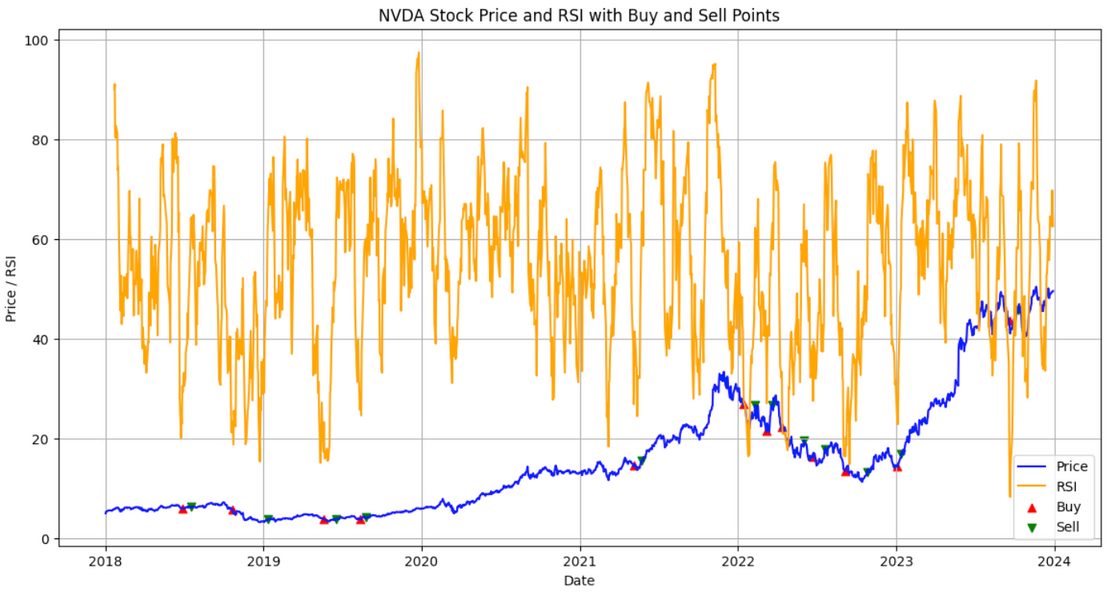 NVDA Stock Price and RSI with Buy and Sell Points
100
80
60
40
20
0
Price / RSI
2018 2019 2020 2021 2022 2023 2024
Date
Price
RSI
Buy
Sell